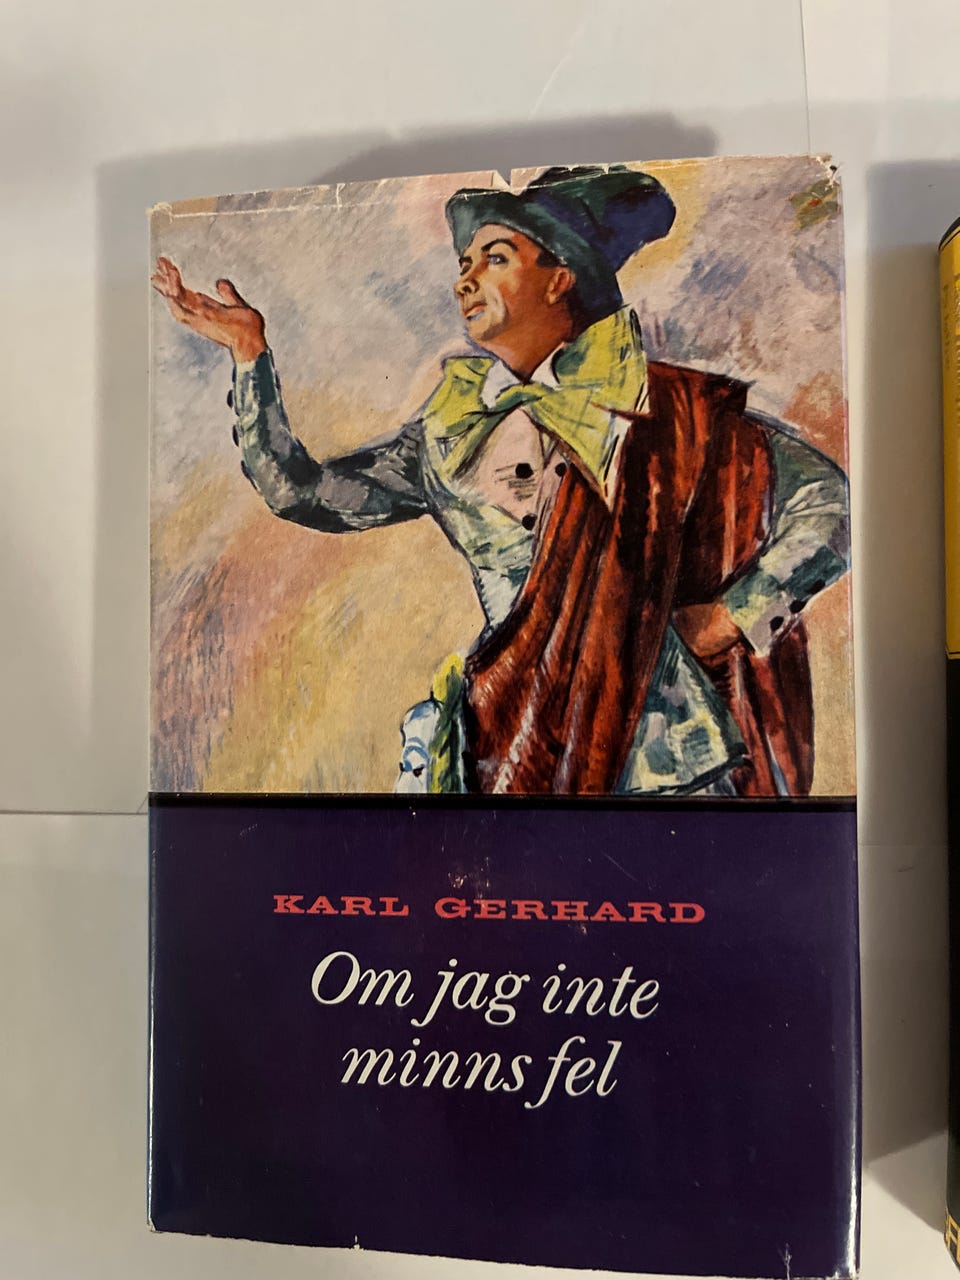 KARL GERHARD
Om jag inte
minns fel